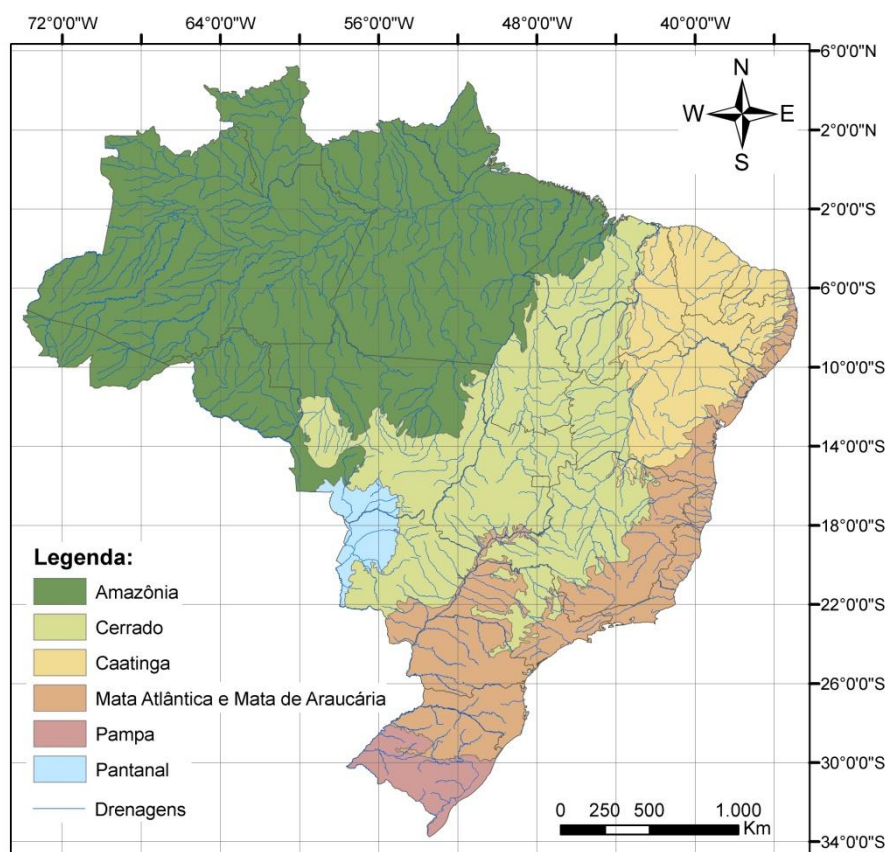 72°0'0"W 64°0'0"W 56°0'0"W 48°0'0"W 40°0'0"W
6°0'0"N
N
W E
S
2°0'0"N
2°0'0"S
6°0'0"S
10°0'0"S
14°0'0"S
18°0'0"S
22°0'0"S
26°0'0"S
30°0'0"S
34°0'0"S
Legenda:
Amazônia
Cerrado
Caatinga
Mata Atlântica e Mata de Araucária
Pampa
Pantanal
Drenagens
0 250 500 1.000
Km